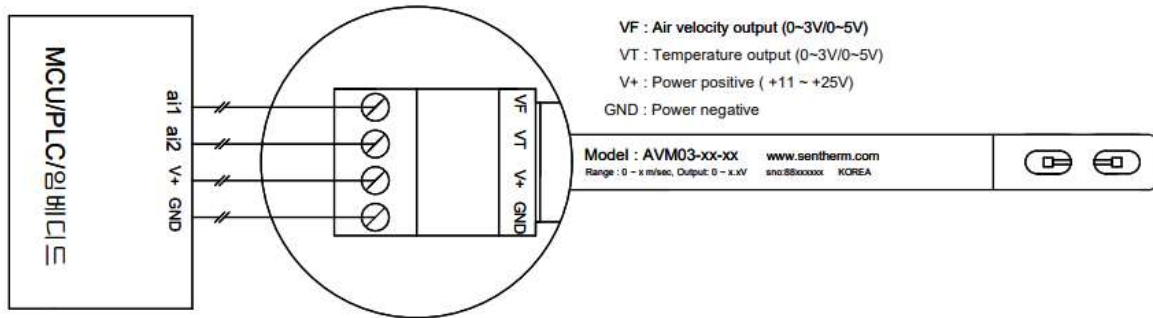 MCU/PLC/임베디드
ai1
ai2
V+
GND
VF
VT
V+
GND
VF : Air velocity output (0~3V/0~5V)
VT : Temperature output (0~3V/0~5V)
V+ : Power positive ( +11 ~ +25V)
GND : Power negative
Model : AVM03-xx-xx www.sentherm.com
Range : 0 ~ x m/sec, Output: 0 ~ x.xV sno:88xxxxxx KOREA